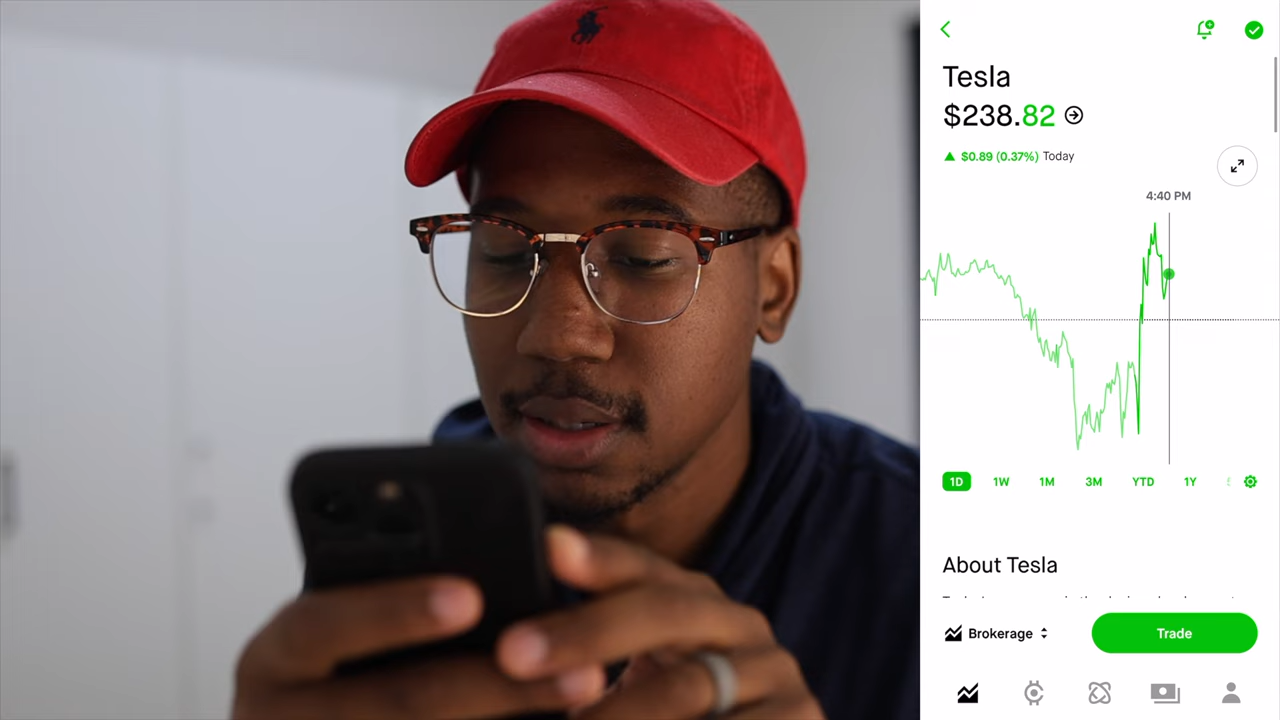 Tesla
$238.82
$0.89 (0.37%) Today
4:40 PM
1D 1W 1M 3M YTD 1Y
About Tesla
Brokerage
Trade